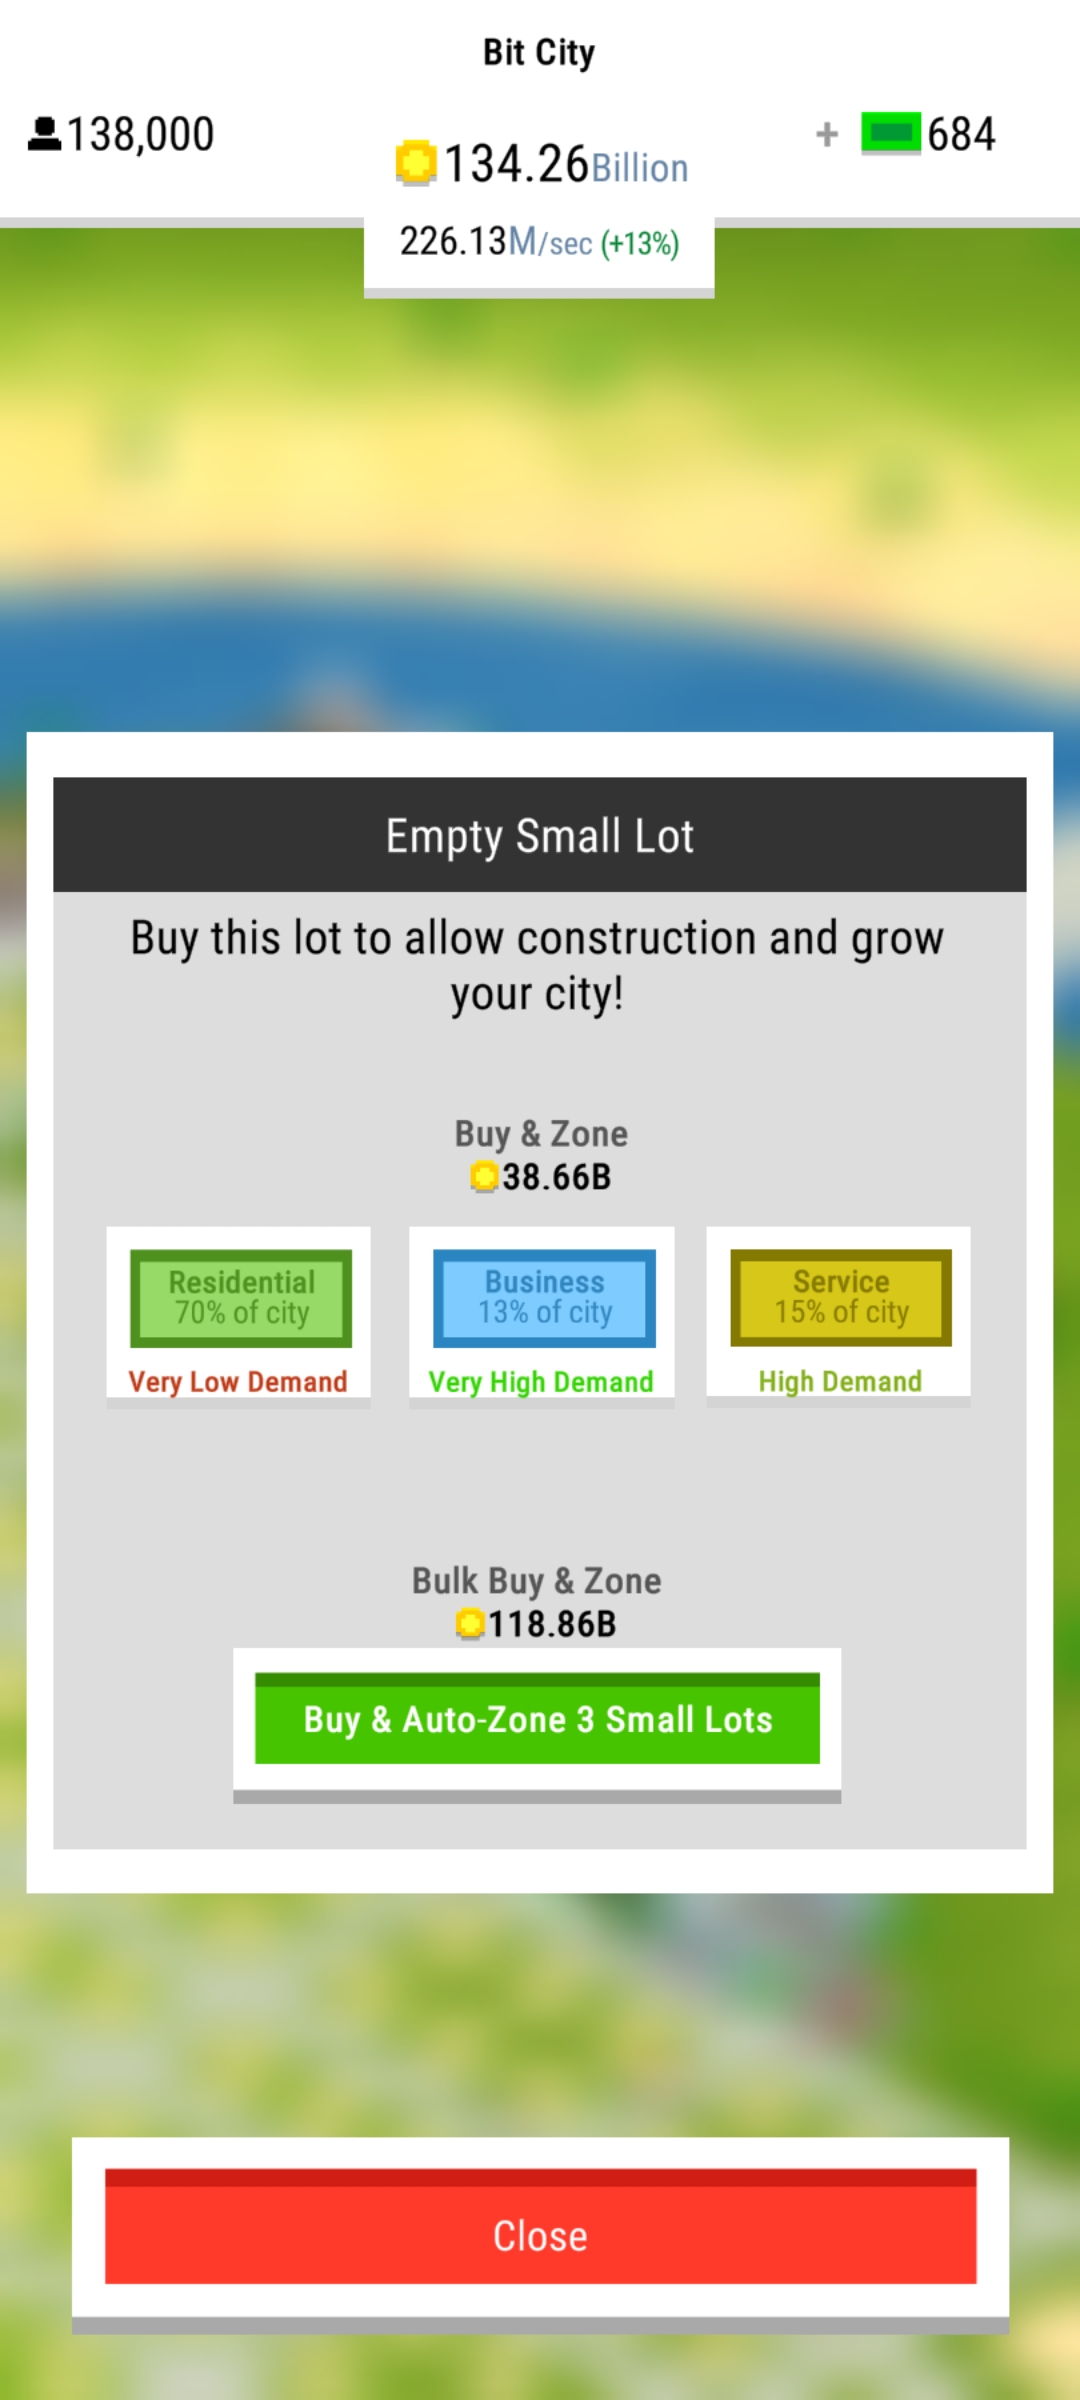 Bit City
138,000
134.26Billion
+ 684
226.13M/sec (+13%)
Empty Small Lot
Buy this lot to allow construction and grow
your city!
Buy & Zone
38.66B
Residential
70% of city
Very Low Demand
Business
13% of city
Very High Demand
Service
15% of city
High Demand
Bulk Buy & Zone
118.86B
Buy & Auto-Zone 3 Small Lots
Close